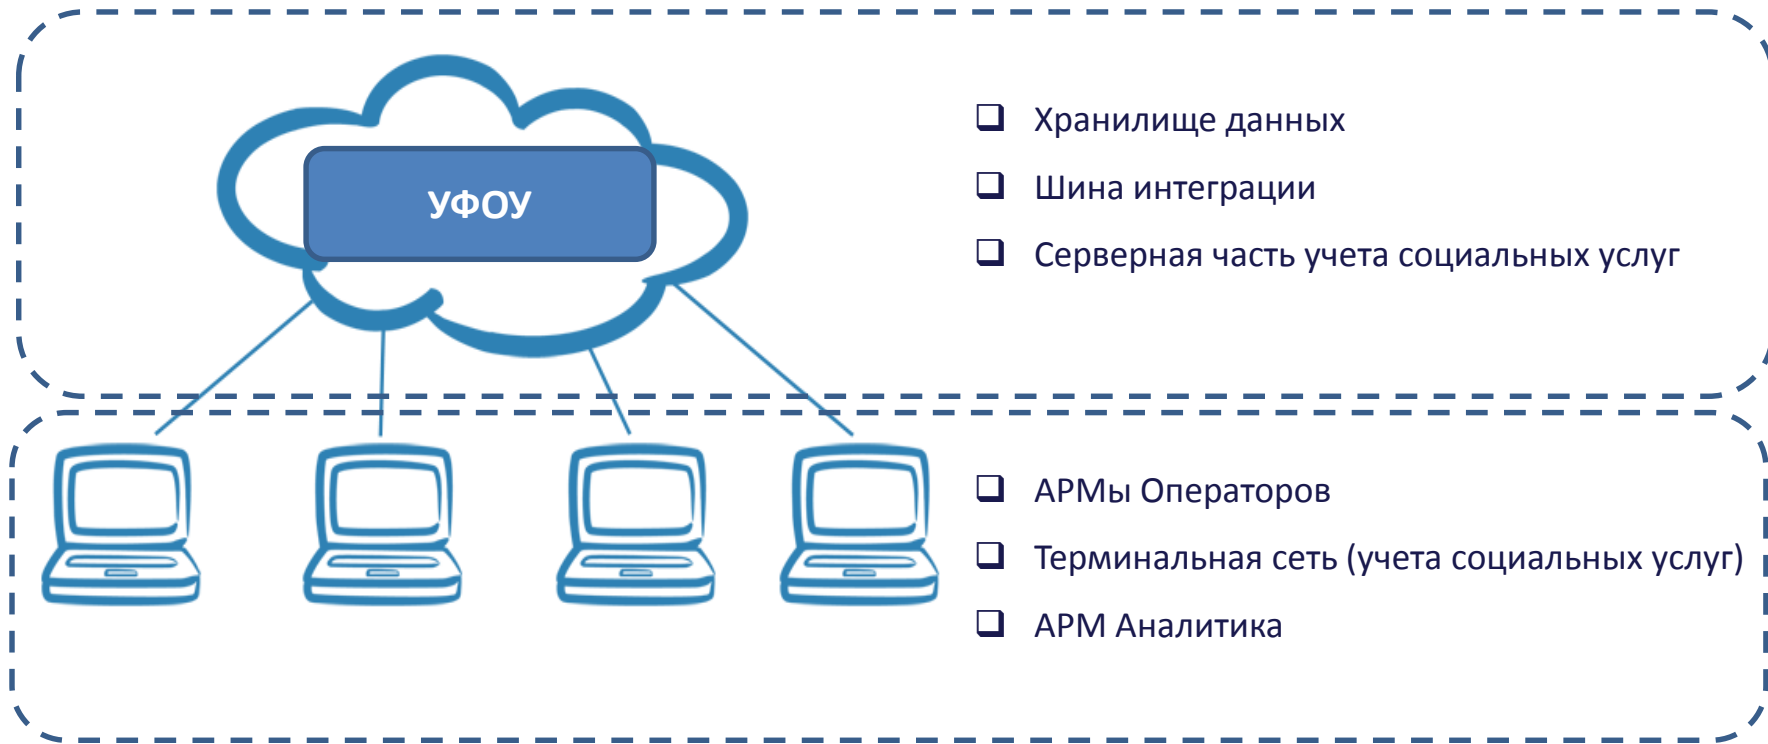 УФОУ
Хранилище данных
Шина интеграции
Серверная часть учета социальных услуг
АРМы Операторов
Терминальная сеть (учета социальных услуг)
АРМ Аналитика